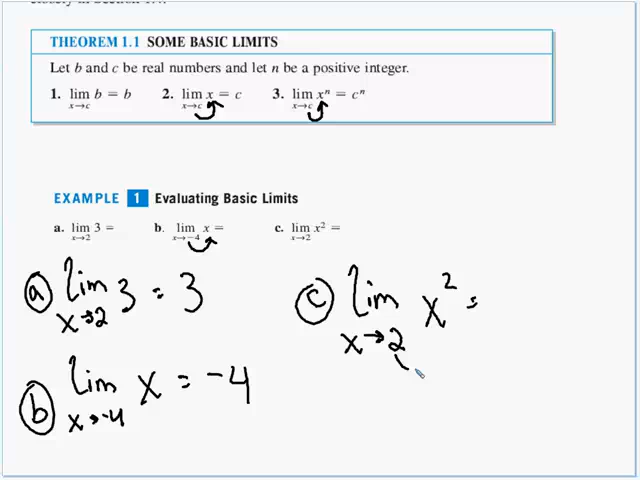 THEOREM 1.1 SOME BASIC LIMITS
Let b and c be real numbers and let n be a positive integer.
1. lim b = b 2. lim x = c 3. lim xⁿ = cⁿ
x→c x→c x→c
EXAMPLE 1 Evaluating Basic Limits
a. lim 3 = b. lim x = c. lim x² =
x→2 x→−4 x→2
ⓐ lim 3 = 3
x→2
ⓑ lim x = -4
x→-4
ⓒ lim x² =
x→2